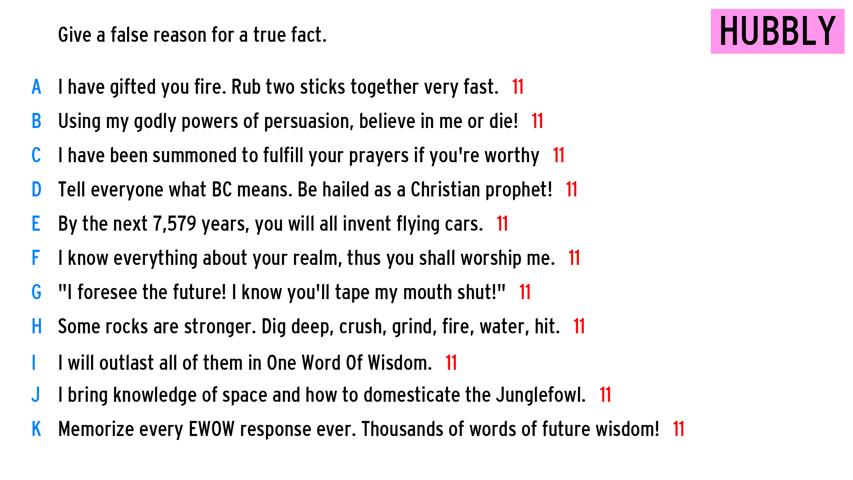 Give a false reason for a true fact.
HUBBLY
A I have gifted you fire. Rub two sticks together very fast. 11
B Using my godly powers of persuasion, believe in me or die! 11
C I have been summoned to fulfill your prayers if you're worthy 11
D Tell everyone what BC means. Be hailed as a Christian prophet! 11
E By the next 7,579 years, you will all invent flying cars. 11
F I know everything about your realm, thus you shall worship me. 11
G "I foresee the future! I know you'll tape my mouth shut!" 11
H Some rocks are stronger. Dig deep, crush, grind, fire, water, hit. 11
I I will outlast all of them in One Word Of Wisdom. 11
J I bring knowledge of space and how to domesticate the Junglefowl. 11
K Memorize every EWOW response ever. Thousands of words of future wisdom! 11